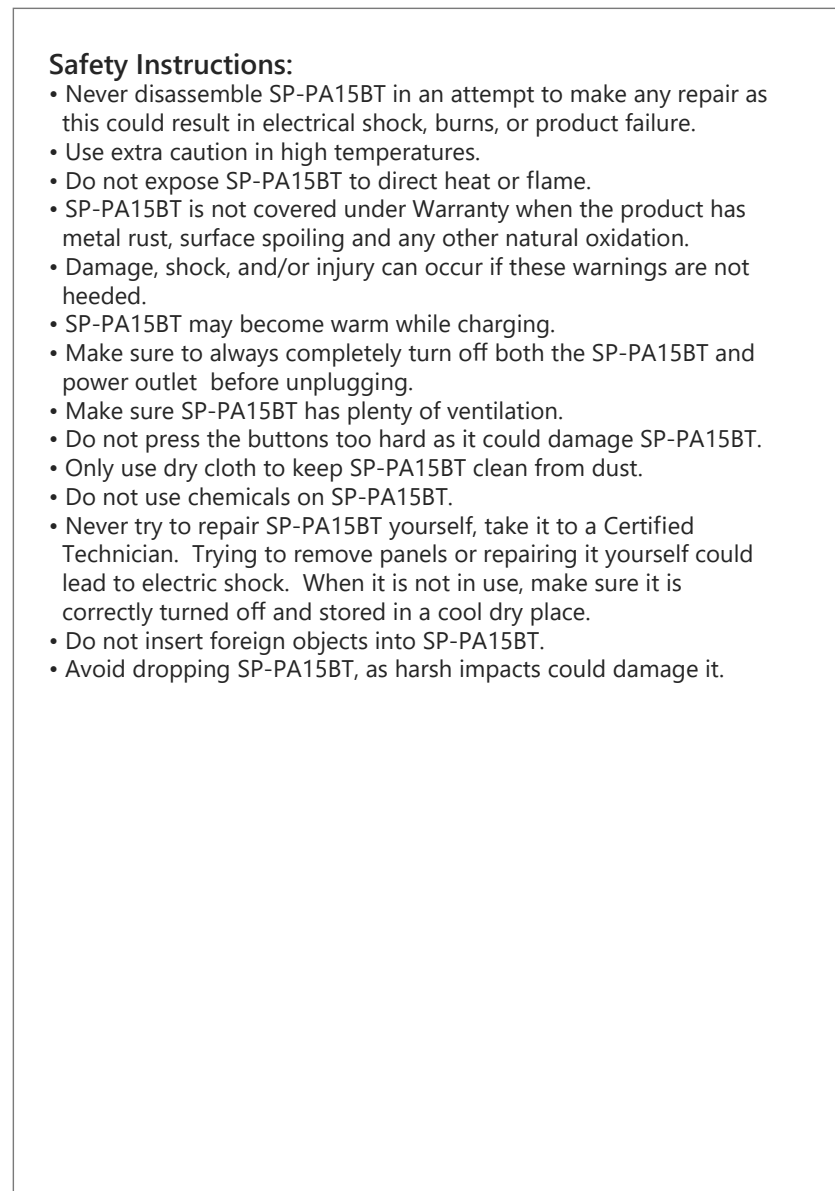 Safety Instructions:
• Never disassemble SP-PA15BT in an attempt to make any repair as
this could result in electrical shock, burns, or product failure.
• Use extra caution in high temperatures.
• Do not expose SP-PA15BT to direct heat or flame.
• SP-PA15BT is not covered under Warranty when the product has
metal rust, surface spoiling and any other natural oxidation.
• Damage, shock, and/or injury can occur if these warnings are not
heeded.
• SP-PA15BT may become warm while charging.
• Make sure to always completely turn off both the SP-PA15BT and
power outlet  before unplugging.
• Make sure SP-PA15BT has plenty of ventilation.
• Do not press the buttons too hard as it could damage SP-PA15BT.
• Only use dry cloth to keep SP-PA15BT clean from dust.
• Do not use chemicals on SP-PA15BT.
• Never try to repair SP-PA15BT yourself, take it to a Certified
Technician.  Trying to remove panels or repairing it yourself could
lead to electric shock.  When it is not in use, make sure it is
correctly turned off and stored in a cool dry place.
• Do not insert foreign objects into SP-PA15BT.
• Avoid dropping SP-PA15BT, as harsh impacts could damage it.